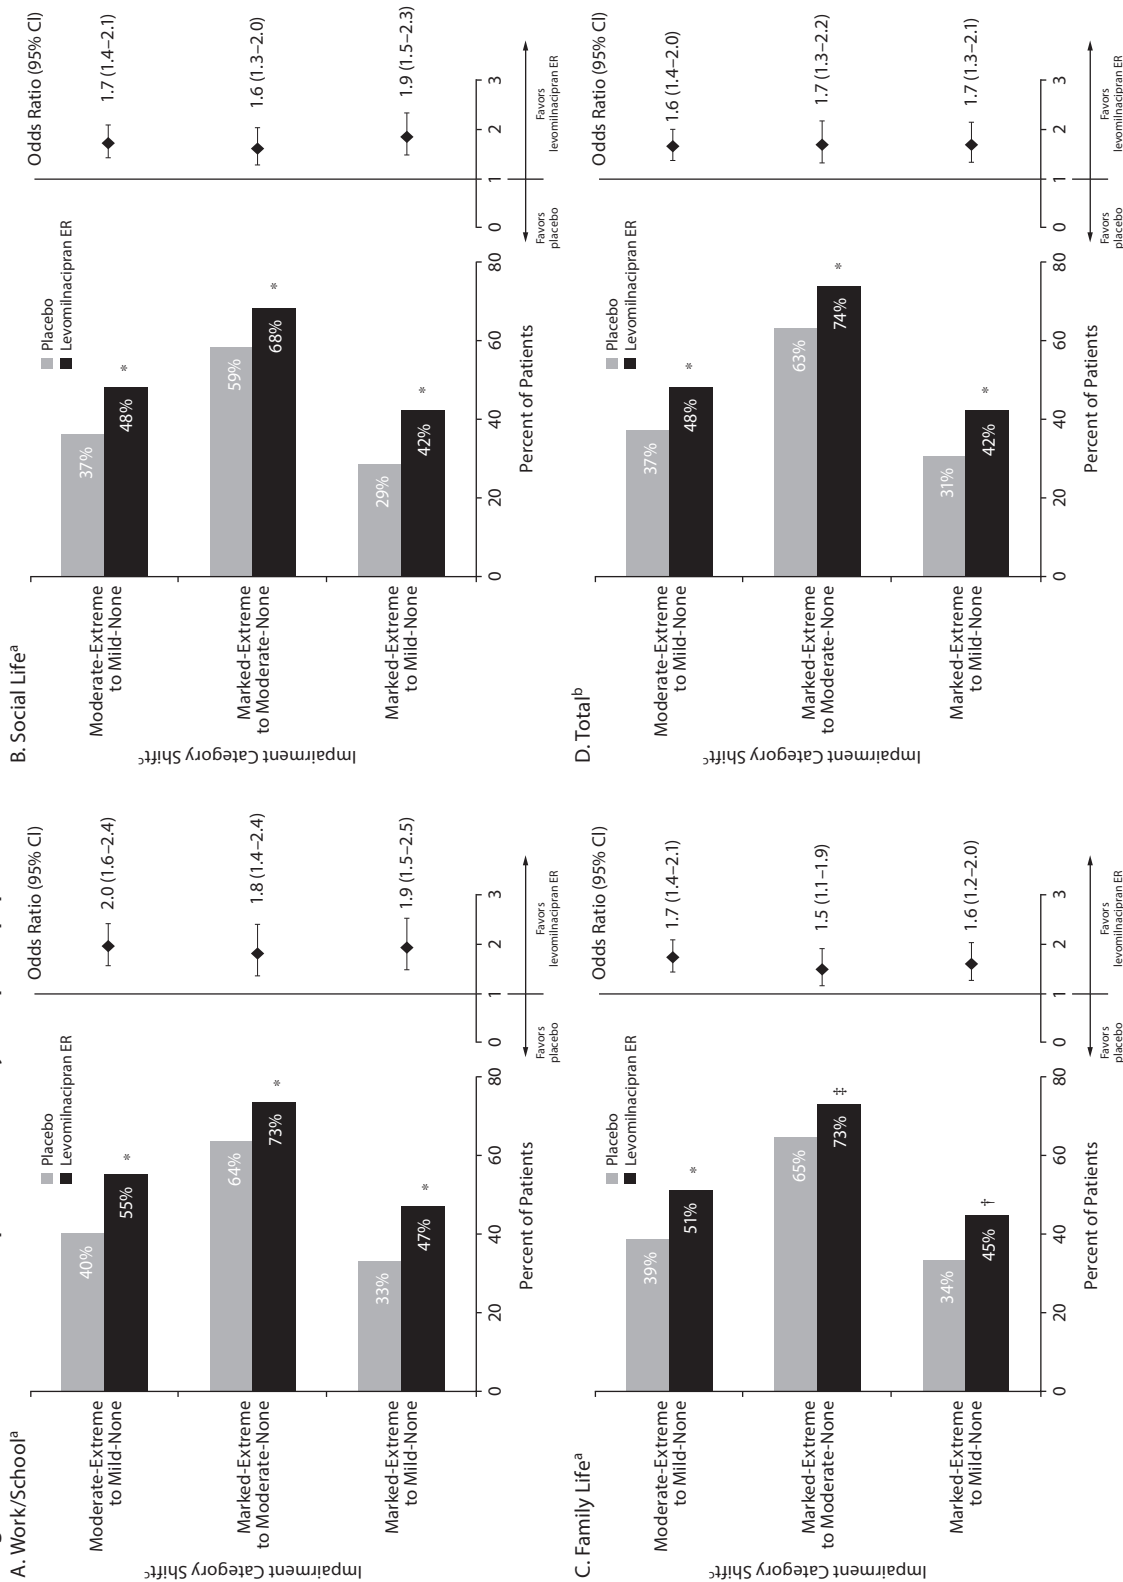 A. Work/Schoolᵃ
Odds Ratio (95% CI)
Placebo
Levomilnacipran ER
Impairment Category Shiftᶜ
Moderate-Extreme
to Mild-None
40%
55%
*
2.0 (1.6–2.4)
Marked-Extreme
to Moderate-None
64%
73%
*
1.8 (1.4–2.4)
Marked-Extreme
to Mild-None
33%
47%
*
1.9 (1.5–2.5)
0 20 40 60 80
0 1 2 3
Percent of Patients
Favors
placebo
Favors
levomilnacipran ER
B. Social Lifeᵃ
Odds Ratio (95% CI)
Placebo
Levomilnacipran ER
Impairment Category Shiftᶜ
Moderate-Extreme
to Mild-None
37%
48%
*
1.7 (1.4–2.1)
Marked-Extreme
to Moderate-None
59%
68%
*
1.6 (1.3–2.0)
Marked-Extreme
to Mild-None
29%
42%
*
1.9 (1.5–2.3)
0 20 40 60 80
0 1 2 3
Percent of Patients
Favors
placebo
Favors
levomilnacipran ER
C. Family Lifeᵃ
Odds Ratio (95% CI)
Placebo
Levomilnacipran ER
Impairment Category Shiftᶜ
Moderate-Extreme
to Mild-None
39%
51%
*
1.7 (1.4–2.1)
Marked-Extreme
to Moderate-None
65%
73%
‡
1.5 (1.1–1.9)
Marked-Extreme
to Mild-None
34%
45%
†
1.6 (1.2–2.0)
0 20 40 60 80
0 1 2 3
Percent of Patients
Favors
placebo
Favors
levomilnacipran ER
D. Totalᵇ
Odds Ratio (95% CI)
Placebo
Levomilnacipran ER
Impairment Category Shiftᶜ
Moderate-Extreme
to Mild-None
37%
48%
*
1.6 (1.4–2.0)
Marked-Extreme
to Moderate-None
63%
74%
*
1.7 (1.3–2.2)
Marked-Extreme
to Mild-None
31%
42%
*
1.7 (1.3–2.1)
0 20 40 60 80
0 1 2 3
Percent of Patients
Favors
placebo
Favors
levomilnacipran ER